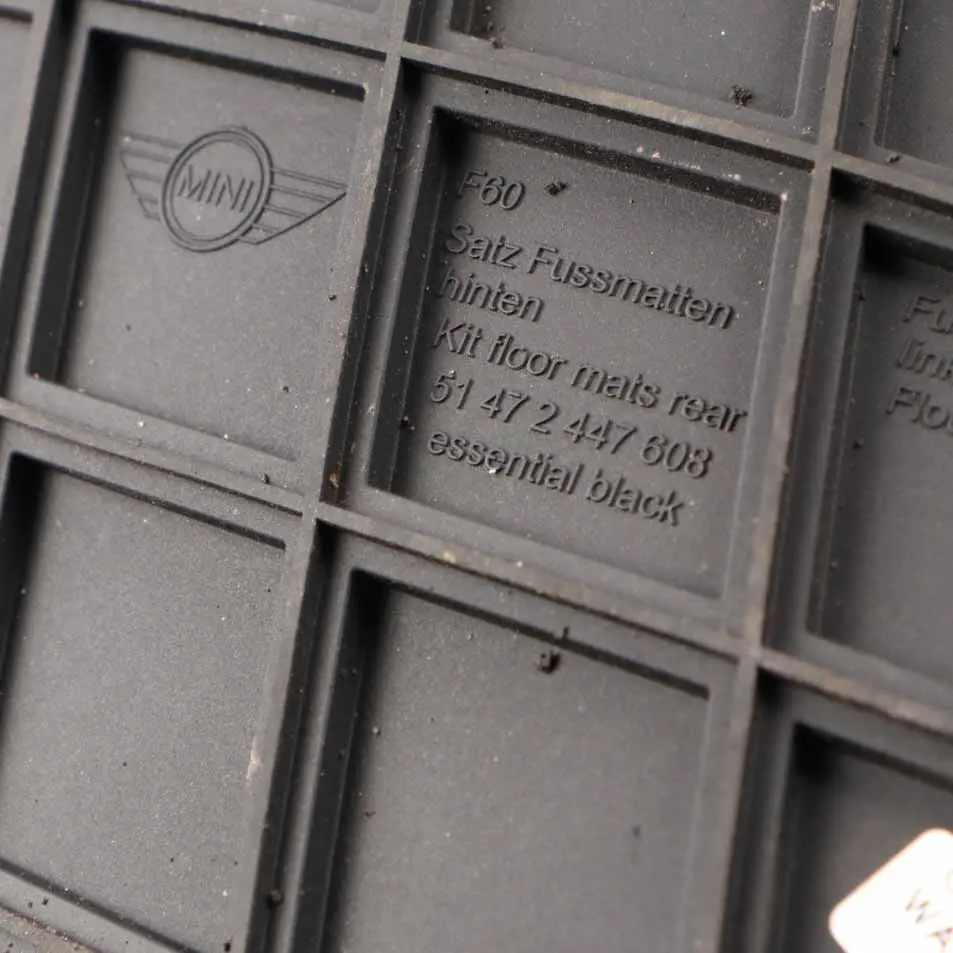 MINI
F60
Satz Fussmatten
hinten
Kit floor mats rear
51 47 2 447 608
essential black